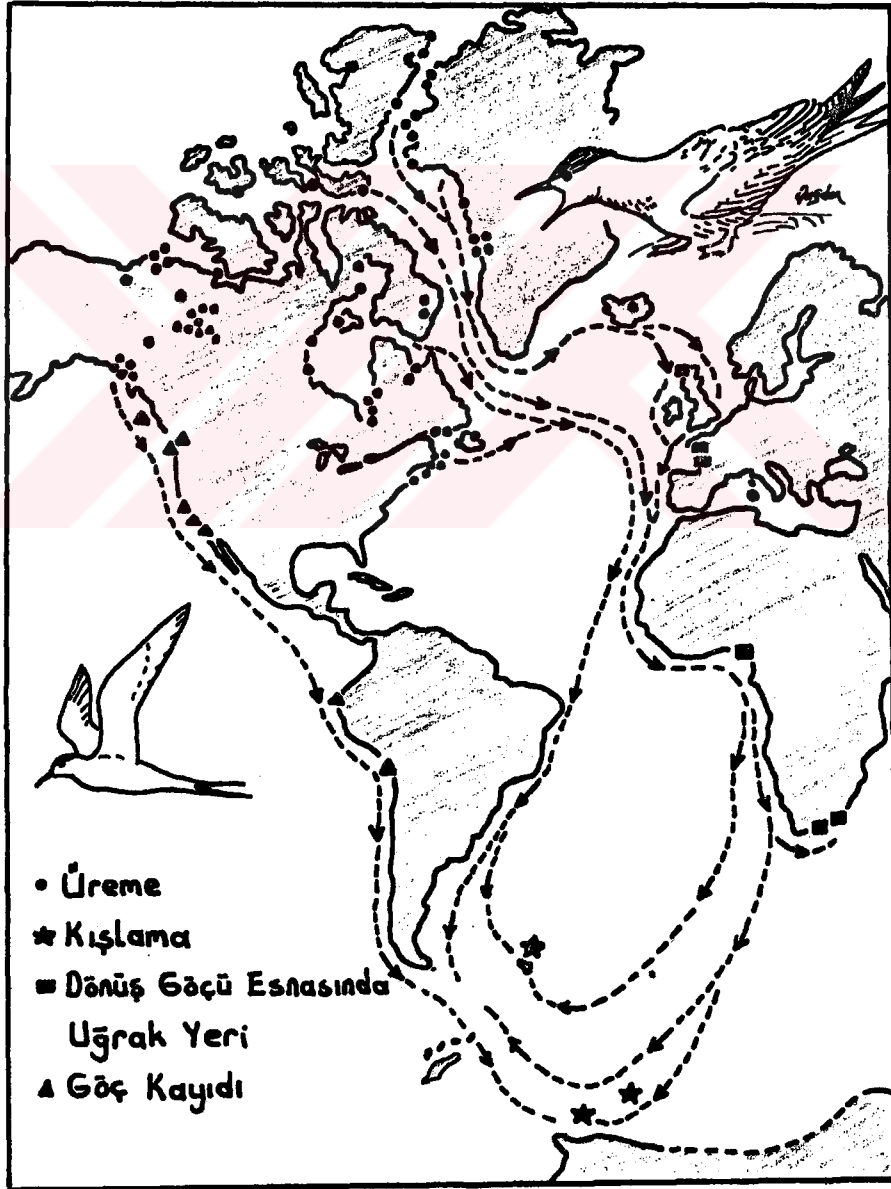 Üreme
Kışlama
Dönüş Göçü Esnasında
Uğrak Yeri
Göç Kayıdı